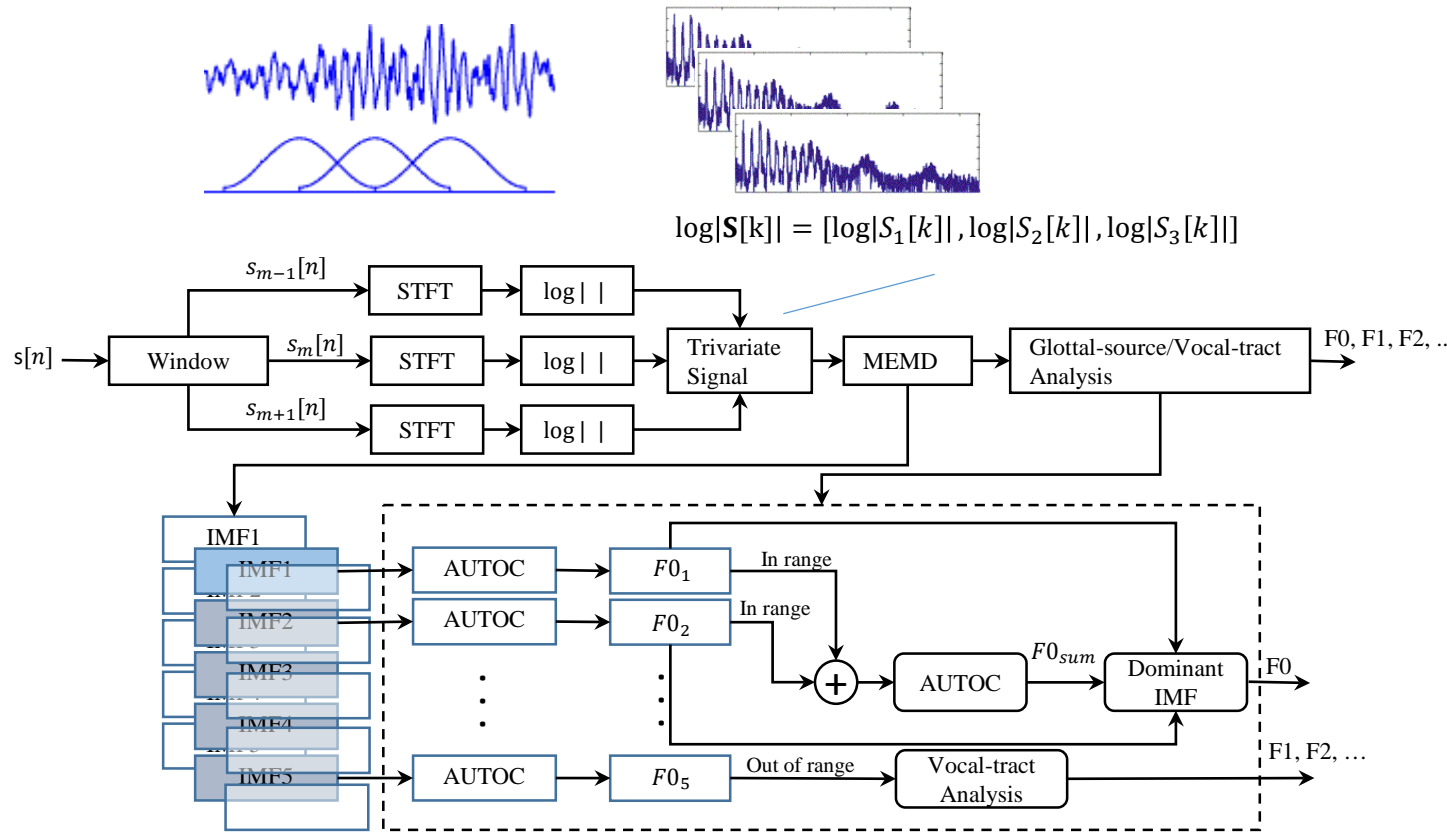 log|𝐒[k]| = [log|𝑆₁[𝑘]| , log|𝑆₂[𝑘]| , log|𝑆₃[𝑘]|]
𝑠ₘ₋₁[𝑛]
STFT
log| |
s[𝑛]
Window
𝑠ₘ[𝑛]
STFT
log| |
Trivariate
Signal
MEMD
Glottal-source/Vocal-tract
Analysis
F0, F1, F2, ..
𝑠ₘ₊₁[𝑛]
STFT
log| |
IMF1
IMF1
AUTOC
𝐹0₁
In range
IMF2
AUTOC
𝐹0₂
In range
IMF3
+
AUTOC
𝐹0ₛᵤₘ
Dominant
IMF
F0
IMF4
IMF5
AUTOC
𝐹0₅
Out of range
Vocal-tract
Analysis
F1, F2, …